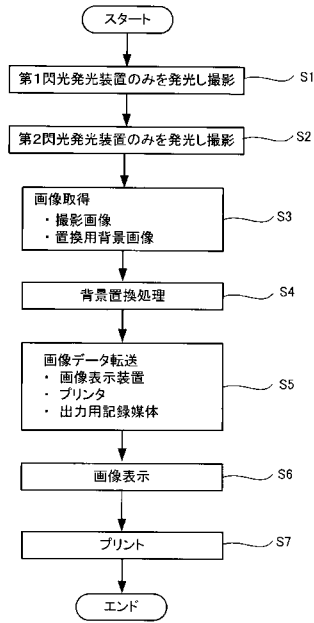 スタート
第1閃光発光装置のみを発光し撮影
S1
第2閃光発光装置のみを発光し撮影
S2
画像取得
・撮影画像
・置換用背景画像
S3
背景置換処理
S4
画像データ転送
・画像表示装置
・プリンタ
・出力用記録媒体
S5
画像表示
S6
プリント
S7
エンド